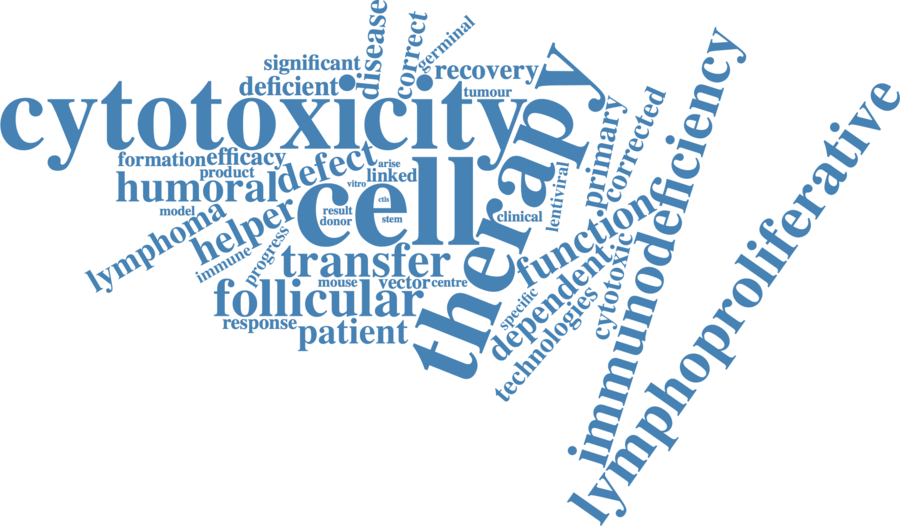 disease
correct
germinal
significant
recovery
deficient
tumour
cytotoxicity
therapy
immunodeficiency
lymphoproliferative
formation
efficacy
defect
arise
primary
corrected
product
linked
lentiviral
humoral
vitro
cell
ctls
model
result
donor
stem
clinical
function
lymphoma
helper
immune
progress
transfer
cytotoxic
dependent
mouse
vector
centre
specific
follicular
technologies
response
patient